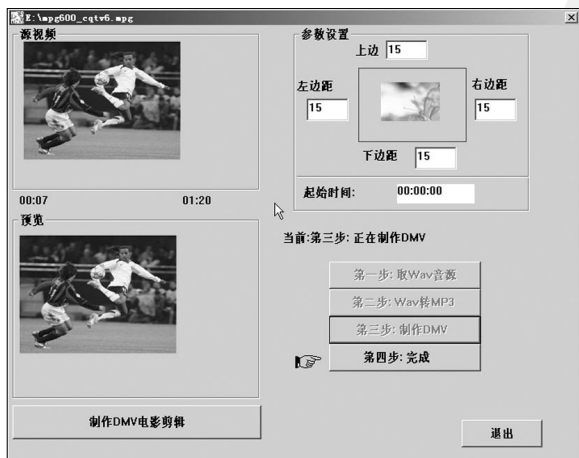 E:\mpg600_cqtv6.mpg
源视频
00:07 01:20
预览
制作DMV电影剪辑
参数设置
上边 15
左边距
15
右边距
15
下边距 15
起始时间: 00:00:00
当前:第三步: 正在制作DMV
第一步: 取Wav音源
第二步: Wav转MP3
第三步: 制作DMV
第四步: 完成
退出